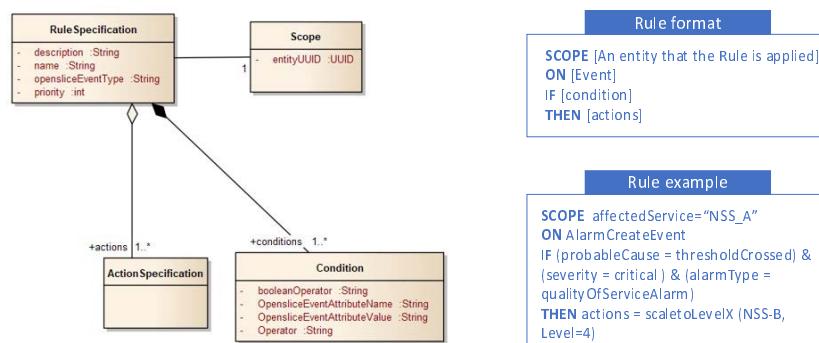 RuleSpecification
- description :String
- name :String
- opensliceEventType :String
- priority :int
Scope
- entityUUID :UUID
1
+actions 1..*
+conditions 1..*
ActionSpecification
Condition
- booleanOperator :String
- OpensliceEventAttributeName :String
- OpensliceEventAttributeValue :String
- Operator :String
Rule format
SCOPE [An entity that the Rule is applied]
ON [Event]
IF [condition]
THEN [actions]
Rule example
SCOPE affectedService=“NSS_A”
ON AlarmCreateEvent
IF (probableCause = thresholdCrossed) &
(severity = critical ) & (alarmType =
qualityOfServiceAlarm)
THEN actions = scaletoLevelX (NSS-B,
Level=4)